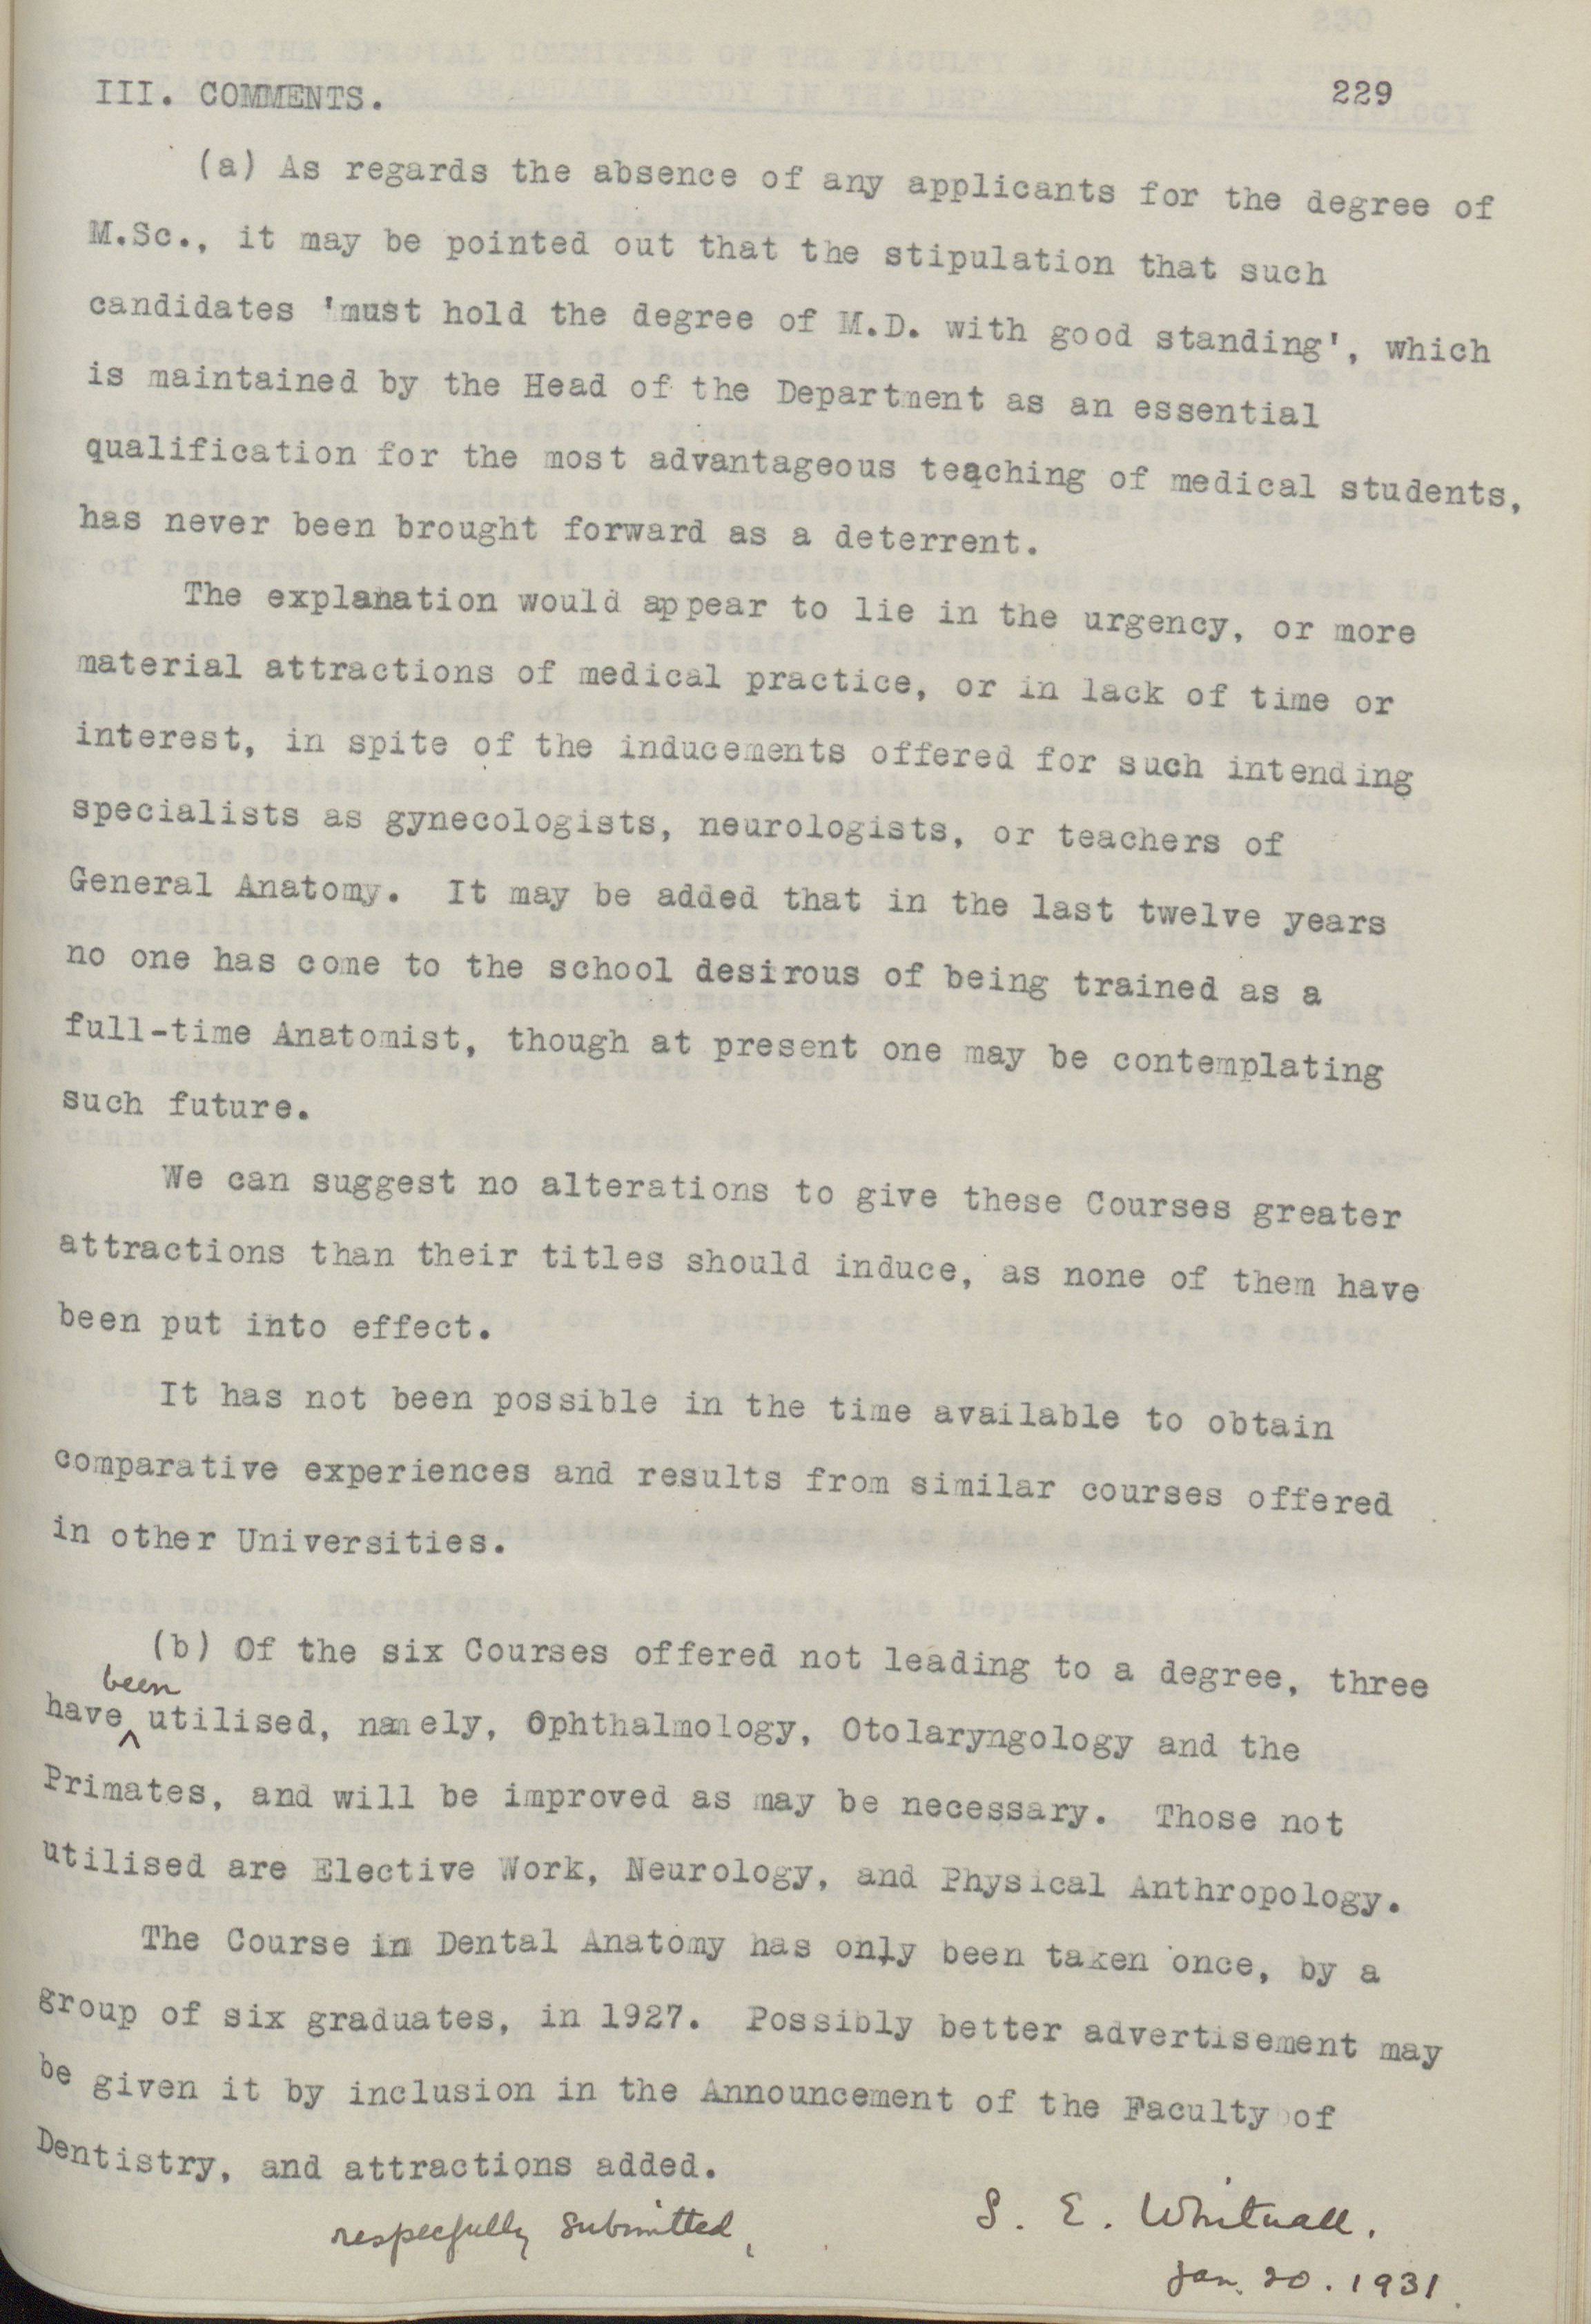 229
III. COMMENTS.
(a) As regards the absence of any applicants for the degree of
M.Sc., it may be pointed out that the stipulation that such
candidates 'must hold the degree of M.D. with good standing', which
is maintained by the Head of the Department as an essential
qualification for the most advantageous teaching of medical students,
has never been brought forward as a deterrent.
The explanation would appear to lie in the urgency, or more
material attractions of medical practice, or in lack of time or
interest, in spite of the inducements offered for such intending
specialists as gynecologists, neurologists, or teachers of
General Anatomy. It may be added that in the last twelve years
no one has come to the school desirous of being trained as a
full-time Anatomist, though at present one may be contemplating
such future.
We can suggest no alterations to give these Courses greater
attractions than their titles should induce, as none of them have
been put into effect.
It has not been possible in the time available to obtain
comparative experiences and results from similar courses offered
in other Universities.
(b) Of the six Courses offered not leading to a degree, three
have been utilised, namely, Ophthalmology, Otolaryngology and the
Primates, and will be improved as may be necessary. Those not
utilised are Elective Work, Neurology, and Physical Anthropology.
The Course in Dental Anatomy has only been taken once, by a
group of six graduates, in 1927. Possibly better advertisement may
be given it by inclusion in the Announcement of the Faculty of
Dentistry, and attractions added.
respecfully submitted,
S. E. Whitnall.
Jan. 20. 1931.